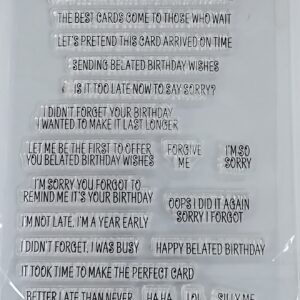 THE BEST CARDS COME TO THOSE WHO WAIT
LET'S PRETEND THIS CARD ARRIVED ON TIME
SENDING BELATED BIRTHDAY WISHES
IS IT TOO LATE NOW TO SAY SORRY?
I DIDN'T FORGET YOUR BIRTHDAY
I WANTED TO MAKE IT LAST LONGER
LET ME BE THE FIRST TO OFFER
YOU BELATED BIRTHDAY WISHES
FORGIVE
ME
I'M SO
SORRY
I'M SORRY YOU FORGOT TO
REMIND ME IT'S YOUR BIRTHDAY
OOPS I DID IT AGAIN
SORRY I FORGOT
I'M NOT LATE, I'M A YEAR EARLY
I DIDN'T FORGET, I WAS BUSY
HAPPY BELATED BIRTHDAY
IT TOOK TIME TO MAKE THE PERFECT CARD
BETTER LATE THAN NEVER
HA HA
LOL
SILLY ME